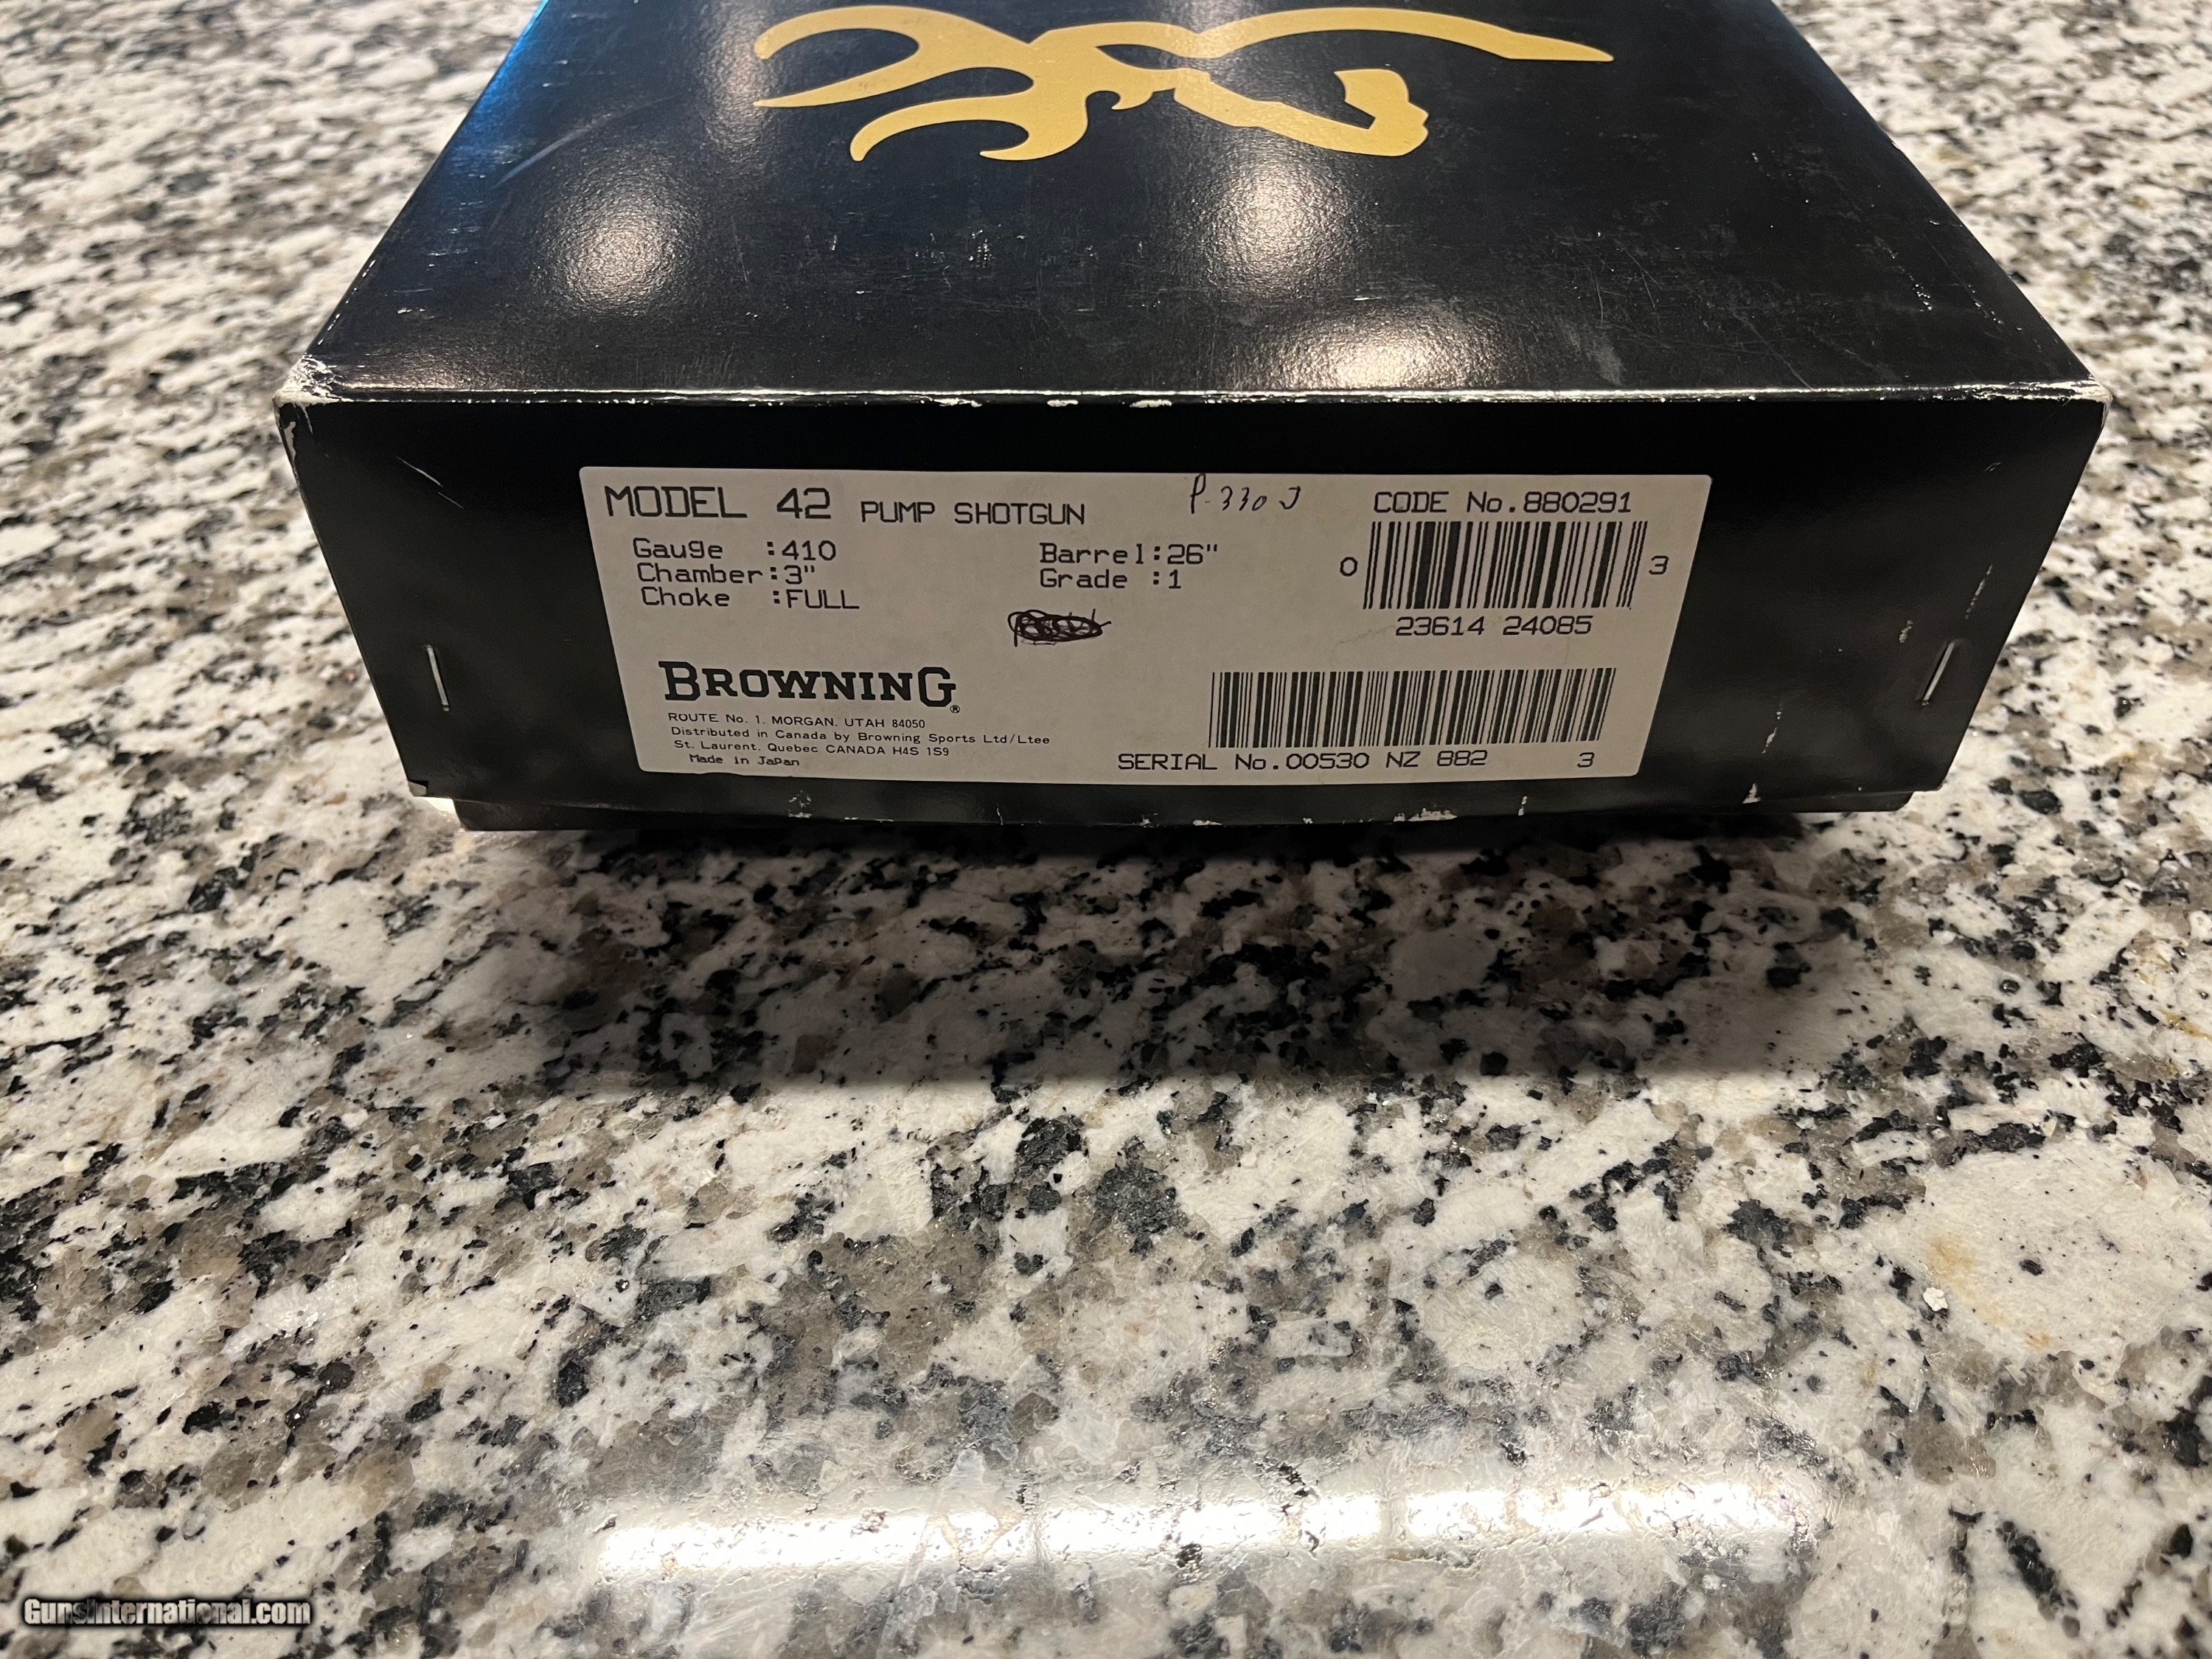 MODEL 42 PUMP SHOTGUN
P-330J
CODE No.880291
Gauge :410
Chamber:3"
Choke :FULL
Barrel:26"
Grade :1
0 3
23614 24085
BROWNING®
ROUTE No. 1, MORGAN, UTAH 84050
Distributed in Canada by Browning Sports Ltd/Ltee
St. Laurent, Quebec CANADA H4S 1S9
Made in Japan
SERIAL No.00530 NZ 882 3
GunsInternational.com